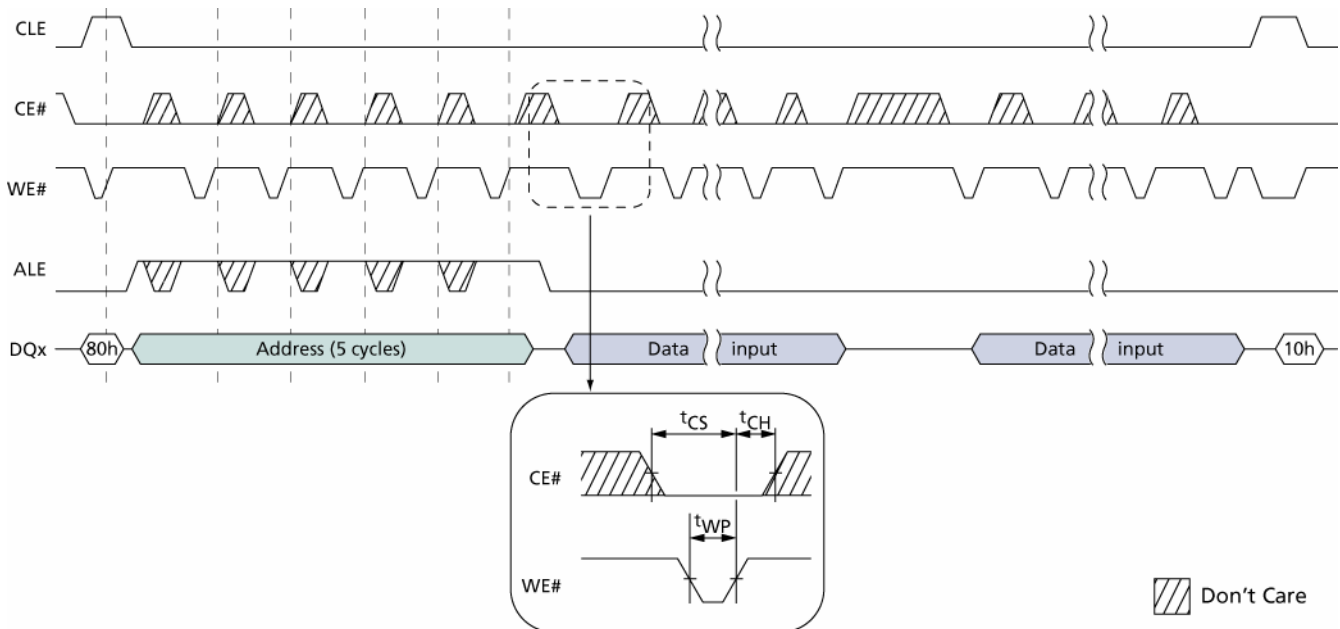 CLE
CE#
WE#
ALE
DQx 80h Address (5 cycles) Data input Data input 10h
tCS tCH
CE#
tWP
WE#
Don't Care